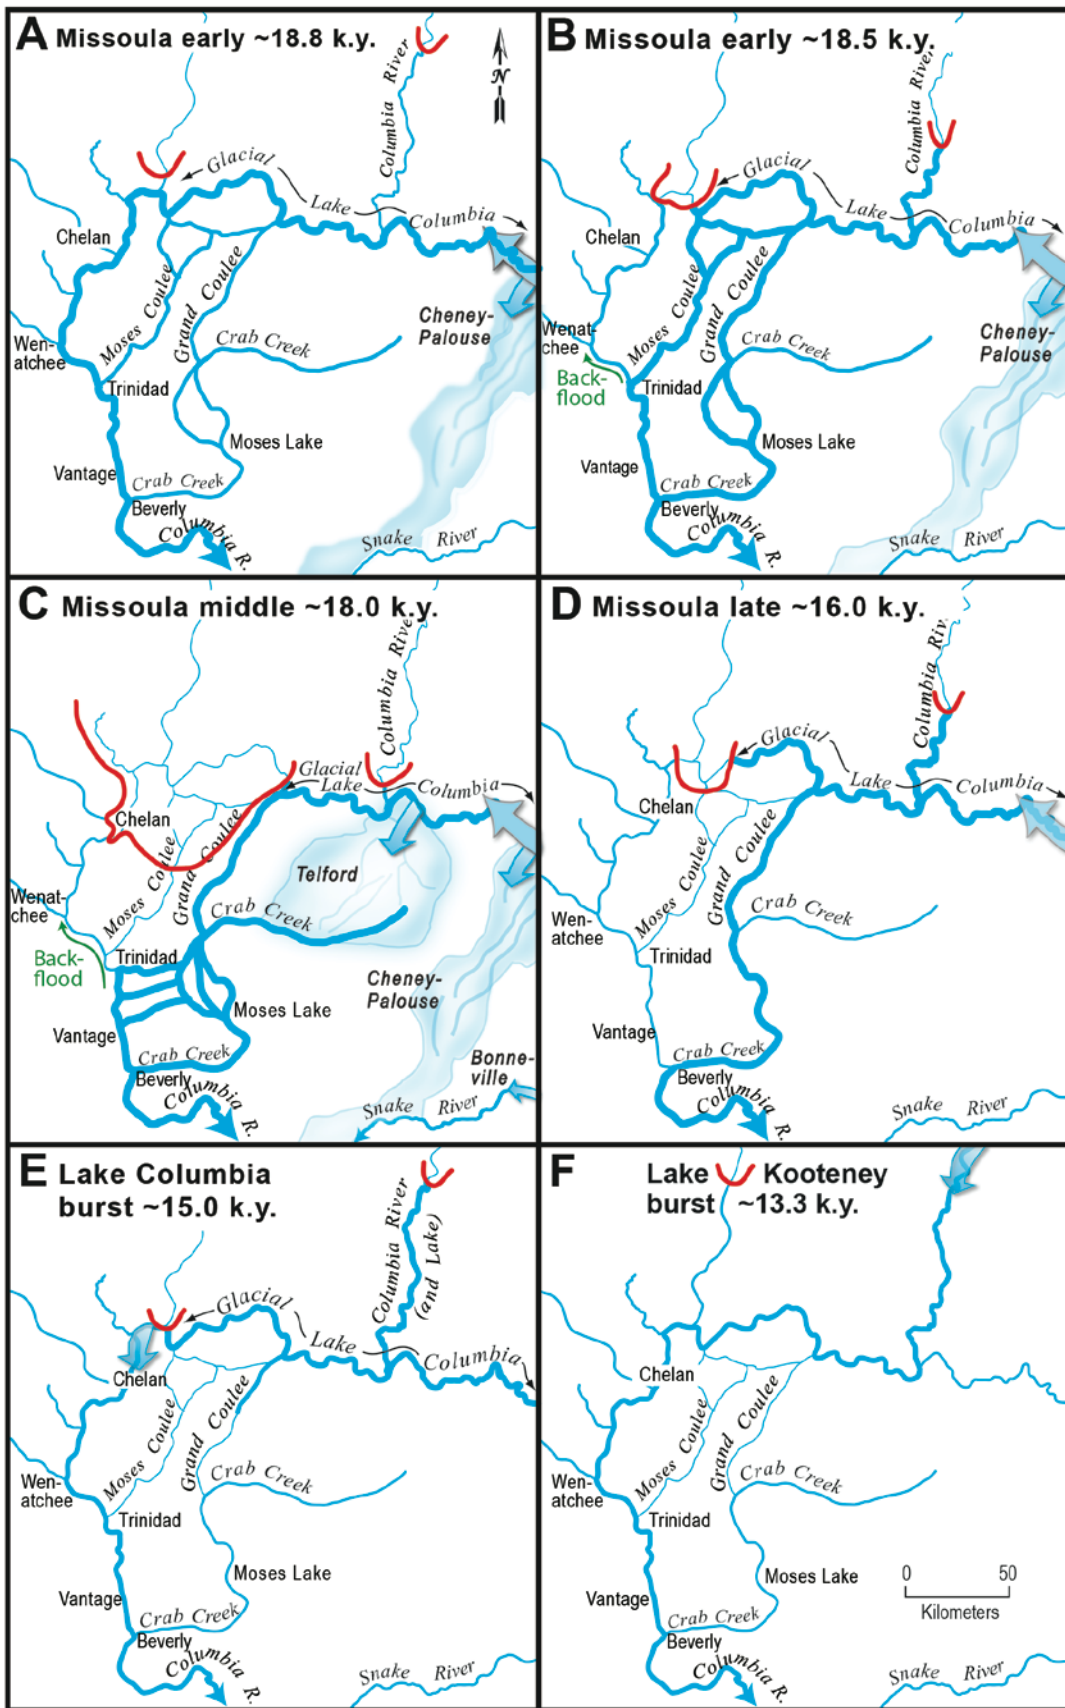 A Missoula early ~18.8 k.y.
N
Columbia River
Glacial
Lake
Columbia
Chelan
Moses Coulee
Grand Coulee
Cheney-
Palouse
Wen-
atchee
Crab Creek
Trinidad
Moses Lake
Vantage
Crab Creek
Beverly
Columbia R.
Snake River
B Missoula early ~18.5 k.y.
Columbia River
Glacial
Lake
Columbia
Chelan
Moses Coulee
Grand Coulee
Wenat-
chee
Crab Creek
Cheney-
Palouse
Back-
flood
Trinidad
Moses Lake
Vantage
Crab Creek
Beverly
Columbia R.
Snake River
C Missoula middle ~18.0 k.y.
Columbia River
Glacial
Lake
Columbia
Chelan
Moses Coulee
Grand Coulee
Telford
Wenat-
chee
Crab Creek
Back-
flood
Trinidad
Cheney-
Palouse
Moses Lake
Vantage
Crab Creek
Bonne-
ville
Beverly
Columbia R.
Snake River
D Missoula late ~16.0 k.y.
Columbia Riv.
Glacial
Lake
Columbia
Chelan
Moses Coulee
Grand Coulee
Crab Creek
Wen-
atchee
Trinidad
Vantage
Crab Creek
Beverly
Columbia R.
Snake River
E Lake Columbia
burst ~15.0 k.y.
Columbia River
(and Lake)
Glacial
Lake
Columbia
Chelan
Moses Coulee
Grand Coulee
Crab Creek
Wen-
atchee
Trinidad
Moses Lake
Vantage
Crab Creek
Beverly
Columbia R.
Snake River
F Lake Kooteney
burst ~13.3 k.y.
Chelan
Moses Coulee
Grand Coulee
Crab Creek
Wen-
atchee
Trinidad
Moses Lake
0 50
Kilometers
Vantage
Crab Creek
Beverly
Columbia R.
Snake River